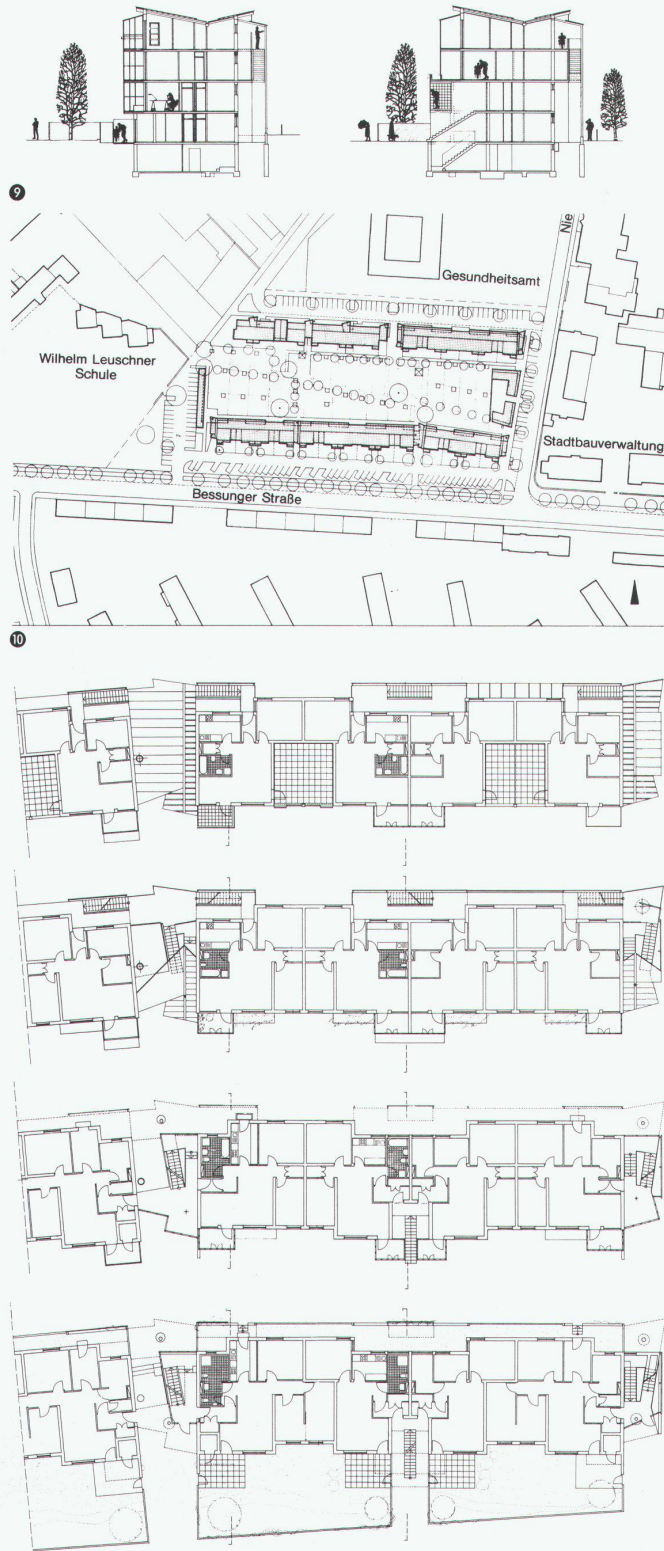 9
Nie
Gesundheitsamt
Wilhelm Leuschner
Schule
Stadtbauverwaltung
Bessunger Straße
10